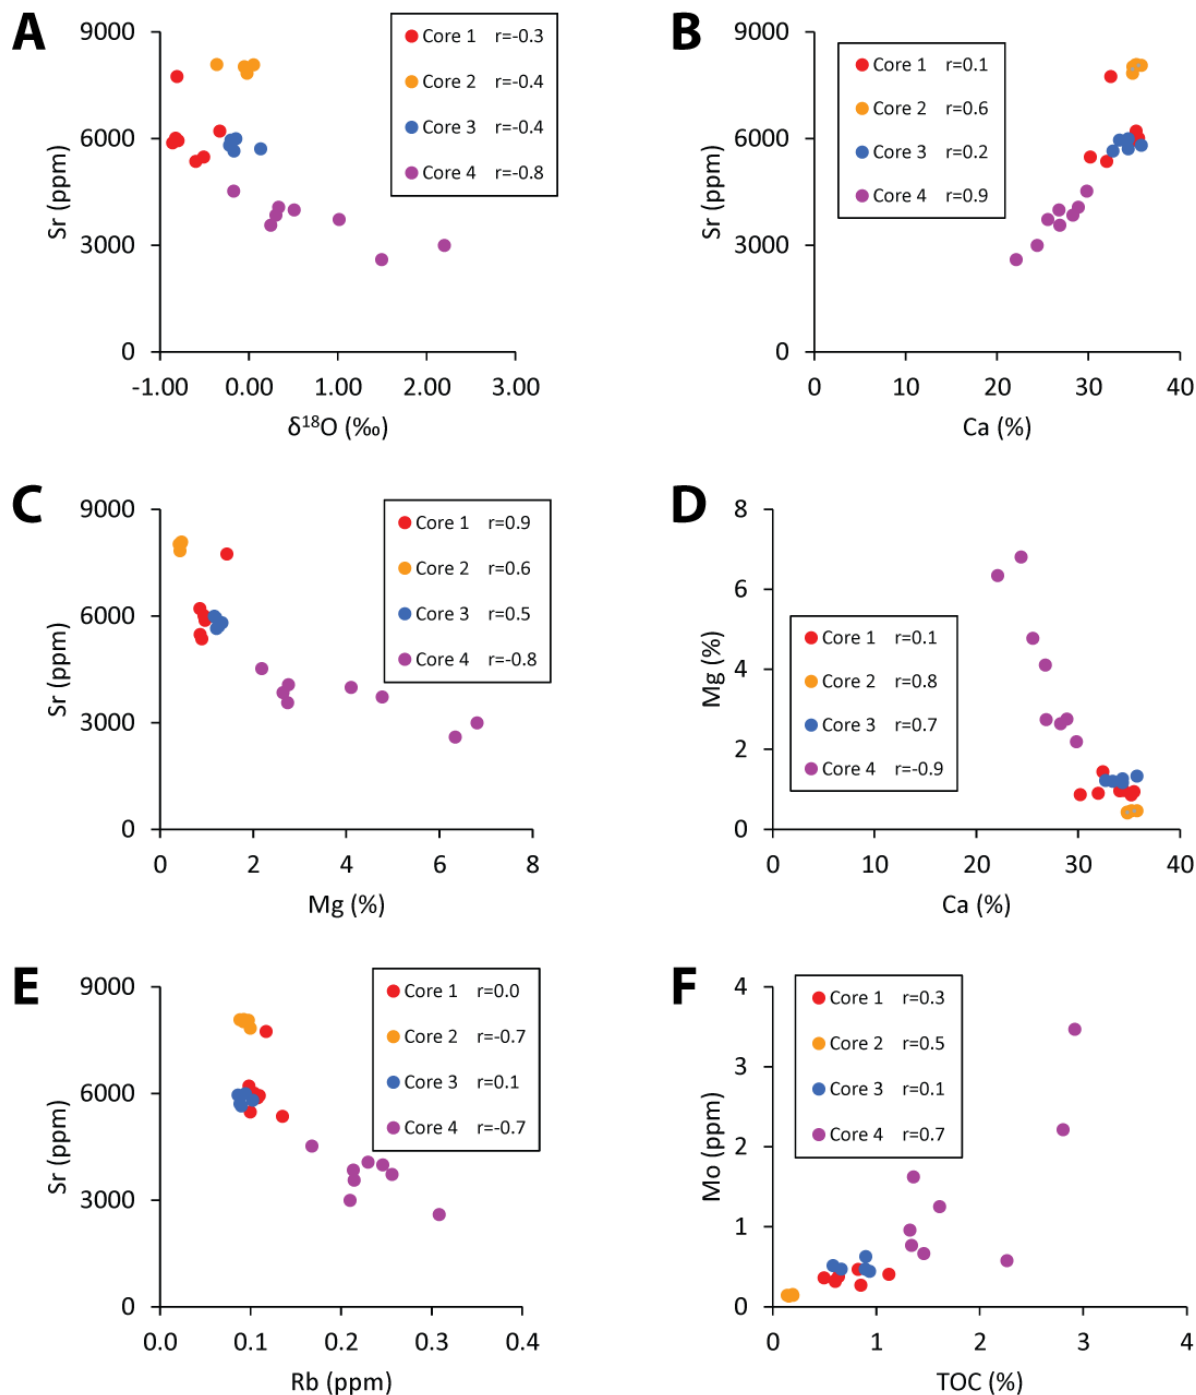 A
9000
6000
3000
0
Sr (ppm)
-1.00 0.00 1.00 2.00 3.00
δ18O (‰)
Core 1 r=-0.3
Core 2 r=-0.4
Core 3 r=-0.4
Core 4 r=-0.8
B
9000
6000
3000
0
Sr (ppm)
0 10 20 30 40
Ca (%)
Core 1 r=0.1
Core 2 r=0.6
Core 3 r=0.2
Core 4 r=0.9
C
9000
6000
3000
0
Sr (ppm)
0 2 4 6 8
Mg (%)
Core 1 r=0.9
Core 2 r=0.6
Core 3 r=0.5
Core 4 r=-0.8
D
8
6
4
2
0
Mg (%)
0 10 20 30 40
Ca (%)
Core 1 r=0.1
Core 2 r=0.8
Core 3 r=0.7
Core 4 r=-0.9
E
9000
6000
3000
0
Sr (ppm)
0.0 0.1 0.2 0.3 0.4
Rb (ppm)
Core 1 r=0.0
Core 2 r=-0.7
Core 3 r=0.1
Core 4 r=-0.7
F
4
3
2
1
0
Mo (ppm)
0 1 2 3 4
TOC (%)
Core 1 r=0.3
Core 2 r=0.5
Core 3 r=0.1
Core 4 r=0.7